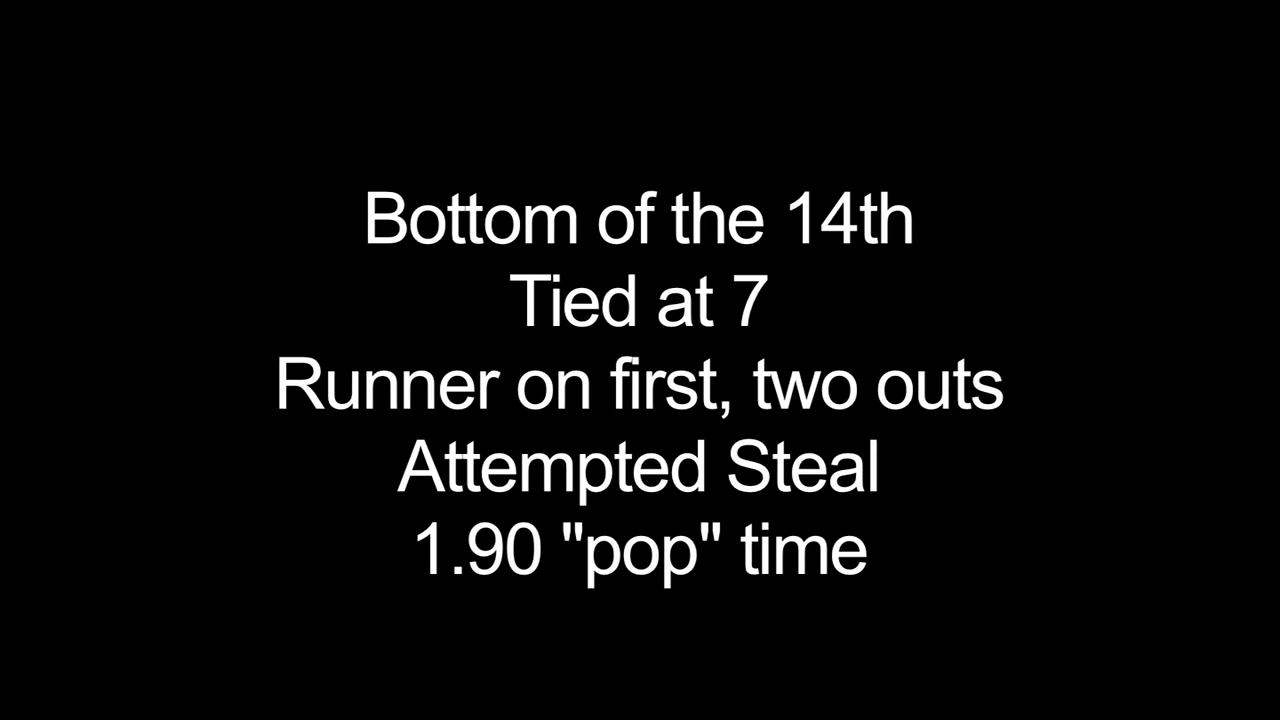 Bottom of the 14th
Tied at 7
Runner on first, two outs
Attempted Steal
1.90 "pop" time